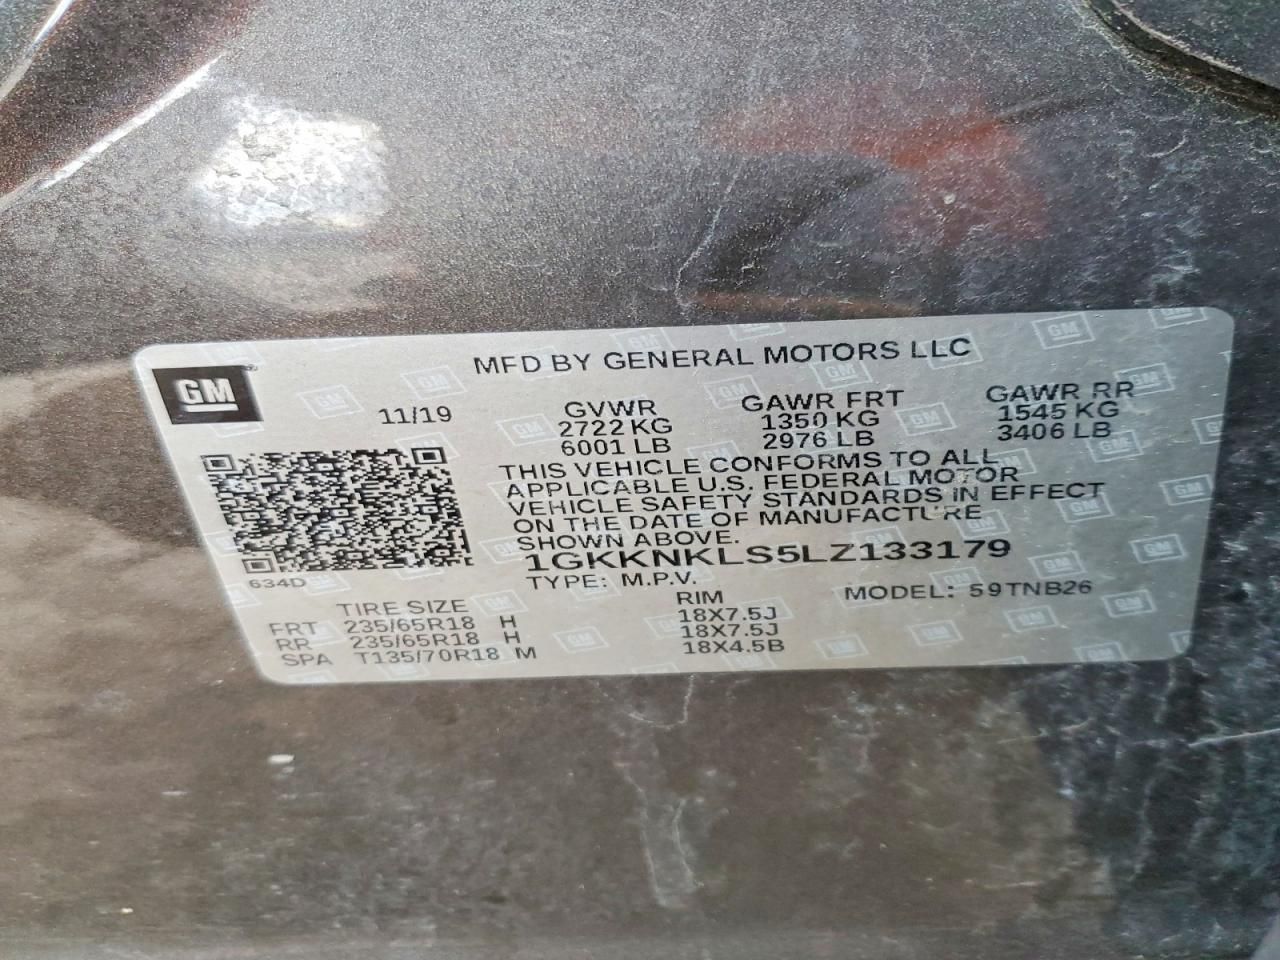 MFD BY GENERAL MOTORS LLC
GM
11/19 GVWR GAWR FRT GAWR RR
2722 KG 1350 KG 1545 KG
6001 LB 2976 LB 3406 LB
THIS VEHICLE CONFORMS TO ALL
APPLICABLE U.S. FEDERAL MOTOR
VEHICLE SAFETY STANDARDS IN EFFECT
ON THE DATE OF MANUFACTURE
SHOWN ABOVE.
1GKKNKLS5LZ133179
634D
TYPE: M.P.V. MODEL: 59TNB26
TIRE SIZE RIM
FRT 235/65R18 H 18X7.5J
RR 235/65R18 H 18X7.5J
SPA T135/70R18 M 18X4.5B